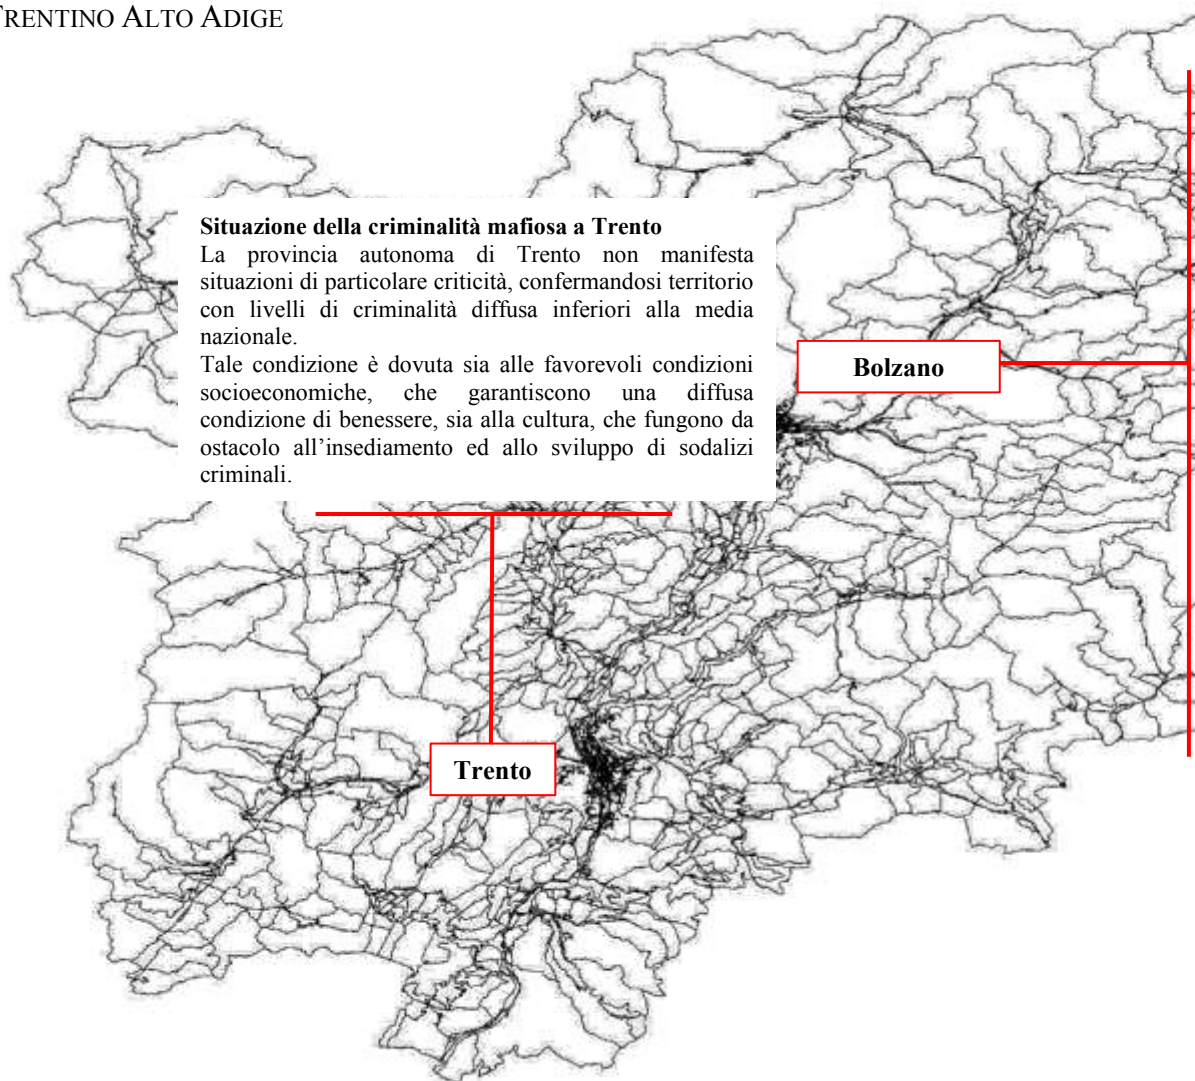 TRENTINO ALTO ADIGE
Situazione della criminalità mafiosa a Trento
La provincia autonoma di Trento non manifesta
situazioni di particolare criticità, confermandosi territorio
con livelli di criminalità diffusa inferiori alla media
nazionale.
Tale condizione è dovuta sia alle favorevoli condizioni
socioeconomiche, che garantiscono una diffusa
condizione di benessere, sia alla cultura, che fungono da
ostacolo all’insediamento ed allo sviluppo di sodalizi
criminali.
Bolzano
Trento